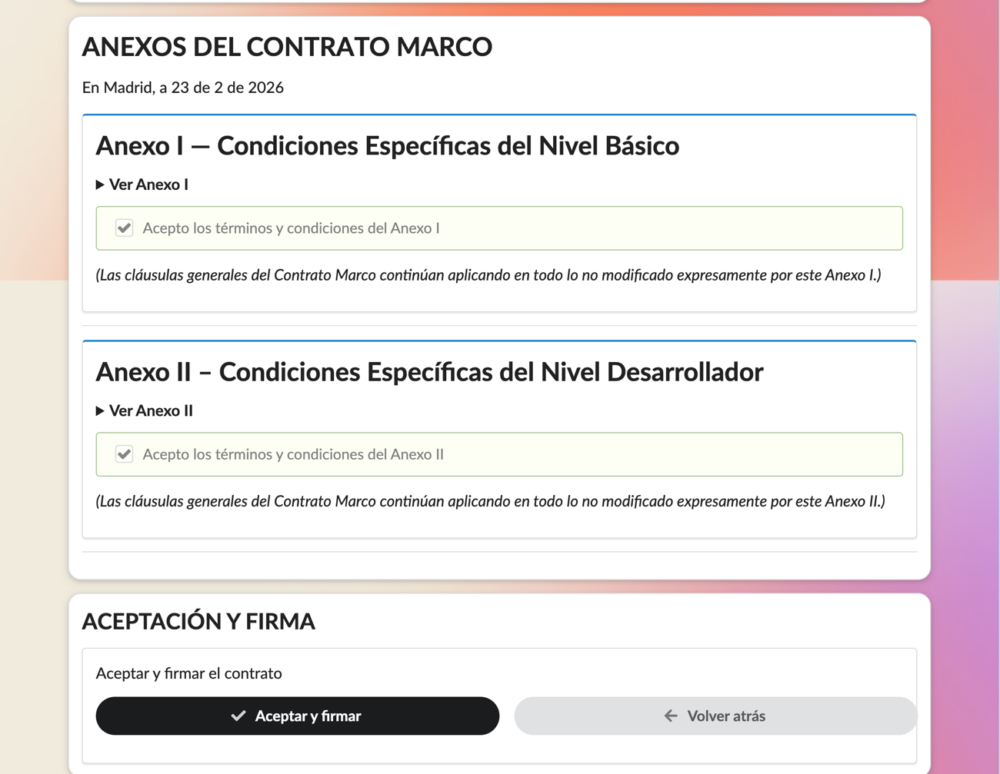 ANEXOS DEL CONTRATO MARCO
En Madrid, a 23 de 2 de 2026
Anexo I — Condiciones Específicas del Nivel Básico
Ver Anexo I
Acepto los términos y condiciones del Anexo I
(Las cláusulas generales del Contrato Marco continúan aplicando en todo lo no modificado expresamente por este Anexo I.)
Anexo II – Condiciones Específicas del Nivel Desarrollador
Ver Anexo II
Acepto los términos y condiciones del Anexo II
(Las cláusulas generales del Contrato Marco continúan aplicando en todo lo no modificado expresamente por este Anexo II.)
ACEPTACIÓN Y FIRMA
Aceptar y firmar el contrato
Aceptar y firmar
Volver atrás